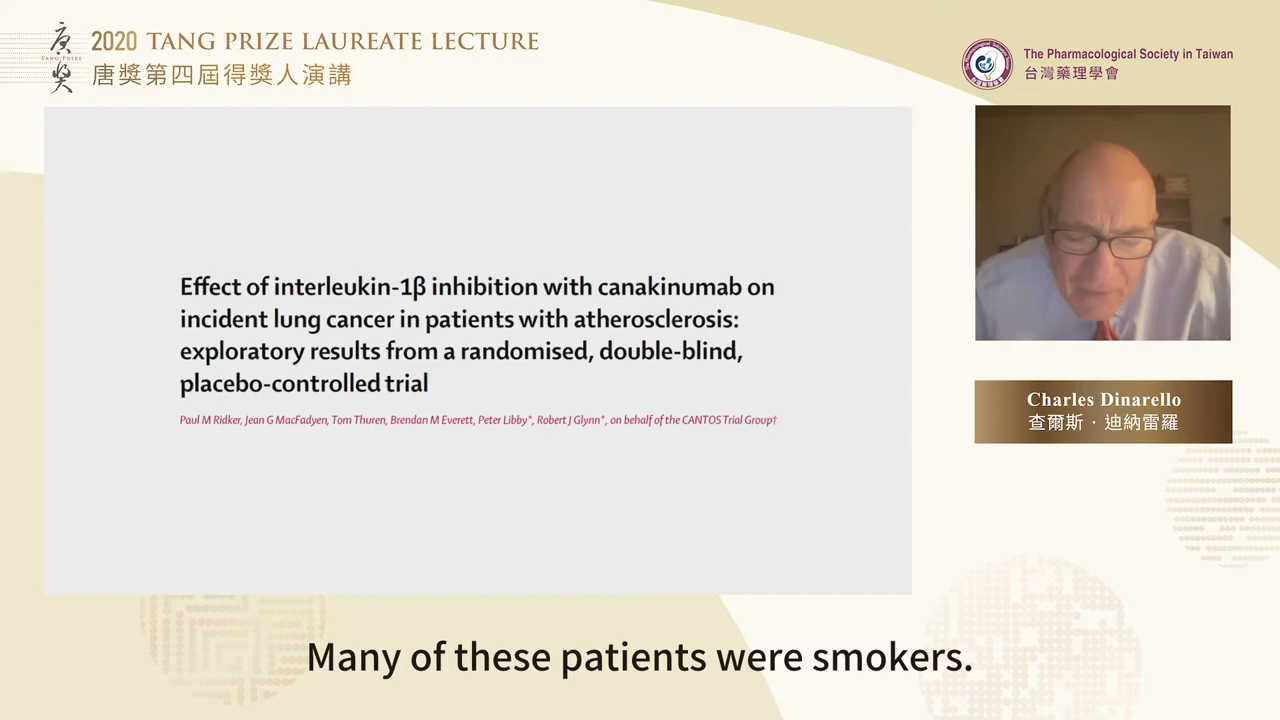 唐獎
TANG PRIZE
2020 TANG PRIZE LAUREATE LECTURE
唐獎第四屆得獎人演講
The Pharmacological Society in Taiwan
台灣藥理學會
Effect of interleukin-1β inhibition with canakinumab on
incident lung cancer in patients with atherosclerosis:
exploratory results from a randomised, double-blind,
placebo-controlled trial
Paul M Ridker, Jean G MacFadyen, Tom Thuren, Brendan M Everett, Peter Libby*, Robert J Glynn*, on behalf of the CANTOS Trial Group†
Charles Dinarello
查爾斯·迪納雷羅
Many of these patients were smokers.